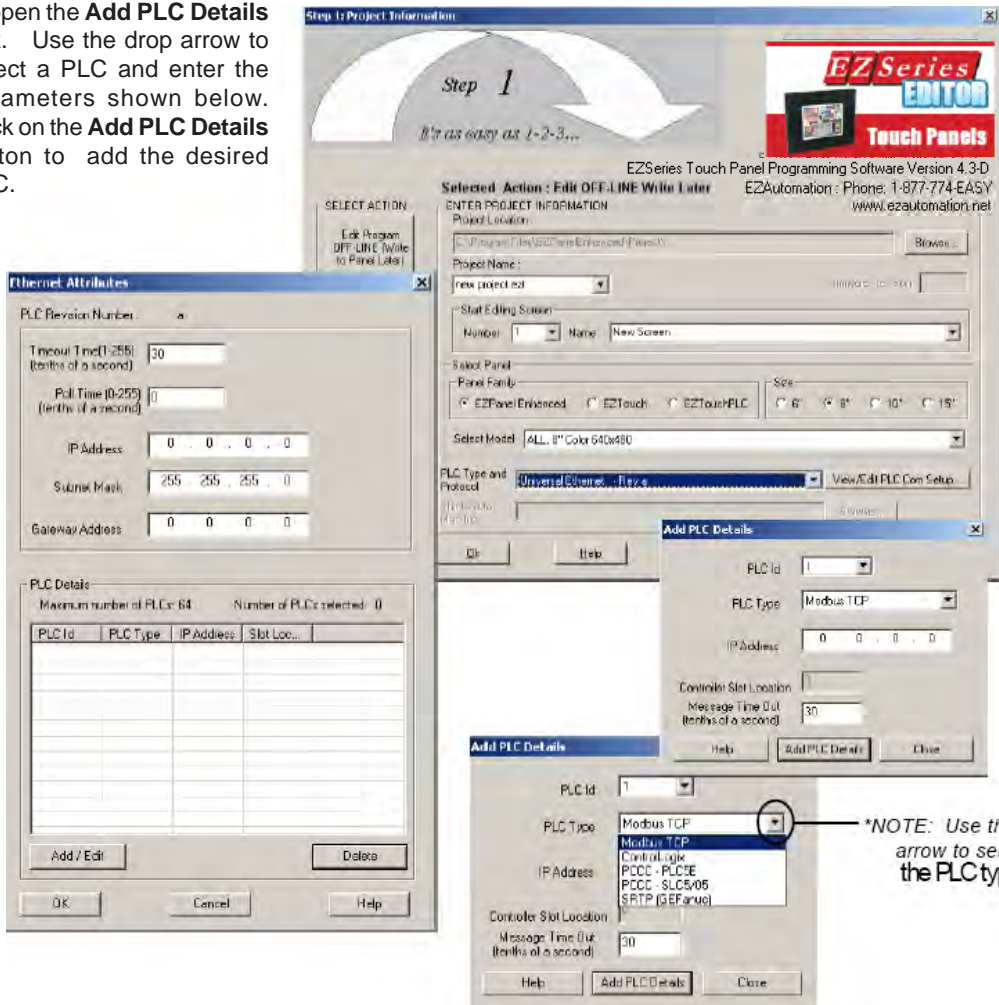 open the Add PLC Details
Use the drop arrow to
ect a PLC and enter the
ameters shown below.
ck on the Add PLC Details
ton to add the desired
C.
Step 1: Project Information
Step 1
It's as easy as 1-2-3...
EZSeries
EDITOR
Touch Panels
EZSeries Touch Panel Programming Software Version 4.3-D
EZAutomation : Phone: 1-877-774-EASY
www.ezautomation.net
Selected Action : Edit OFF-LINE Write Later
SELECT ACTION
Edit Program
OFF-LINE (Write
to Panel Later)
ENTER PROJECT INFORMATION
Project Location
Browse...
Project Name :
new project.ezt
Start Editing Screen
Number 1 Name New Screen
Select Panel
Panel Family
EZPanelEnhanced EZTouch EZTouchPLC
Size
6" 8" 10" 15"
Select Model ALL, 8" Color 640x480
PLC Type and
Protocol Universal Ethernet - Rev a View/Edit PLC Com Setup...
Ok Help
Ethernet Attributes
PLC Revision Number: a
Timeout Time(1-255)
(tenths of a second) 30
Poll Time (0-255)
(tenths of a second) 0
IP Address 0 . 0 . 0 . 0
Subnet Mask 255 . 255 . 255 . 0
Gateway Address 0 . 0 . 0 . 0
PLC Details
Maximum number of PLCs: 64 Number of PLCs selected: 0
PLC Id PLC Type IP Address Slot Loc...
Add / Edit Delete
OK Cancel Help
Add PLC Details
PLC Id 1
PLC Type Modbus TCP
IP Address 0 . 0 . 0 . 0
Controller Slot Location
Message Time Out
(tenths of a second) 30
Help Add PLC Details Close
Add PLC Details
PLC Id 1
PLC Type Modbus TCP
Modbus TCP
ControlLogix
PCCC - PLC5E
PCCC - SLC5/05
SRTP (GEFanuc)
IP Address
Controller Slot Location
Message Time Out
(tenths of a second) 30
Help Add PLC Details Close
*NOTE: Use th
arrow to se
the PLC ty